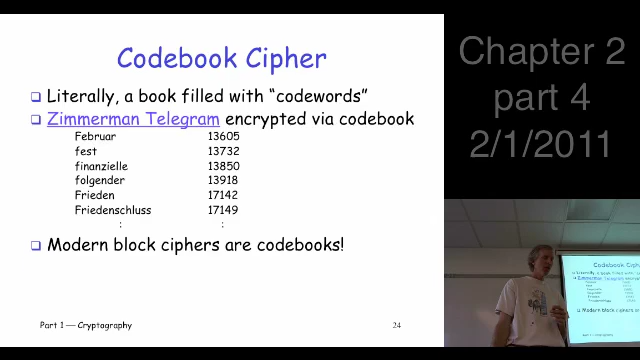 Codebook Cipher
Literally, a book filled with “codewords”
Zimmerman Telegram encrypted via codebook
Februar 13605
fest 13732
finanzielle 13850
folgender 13918
Frieden 17142
Friedenschluss 17149
: :
Modern block ciphers are codebooks!
Part 1 — Cryptography 24
Chapter 2
part 4
2/1/2011
Codebook Ciph